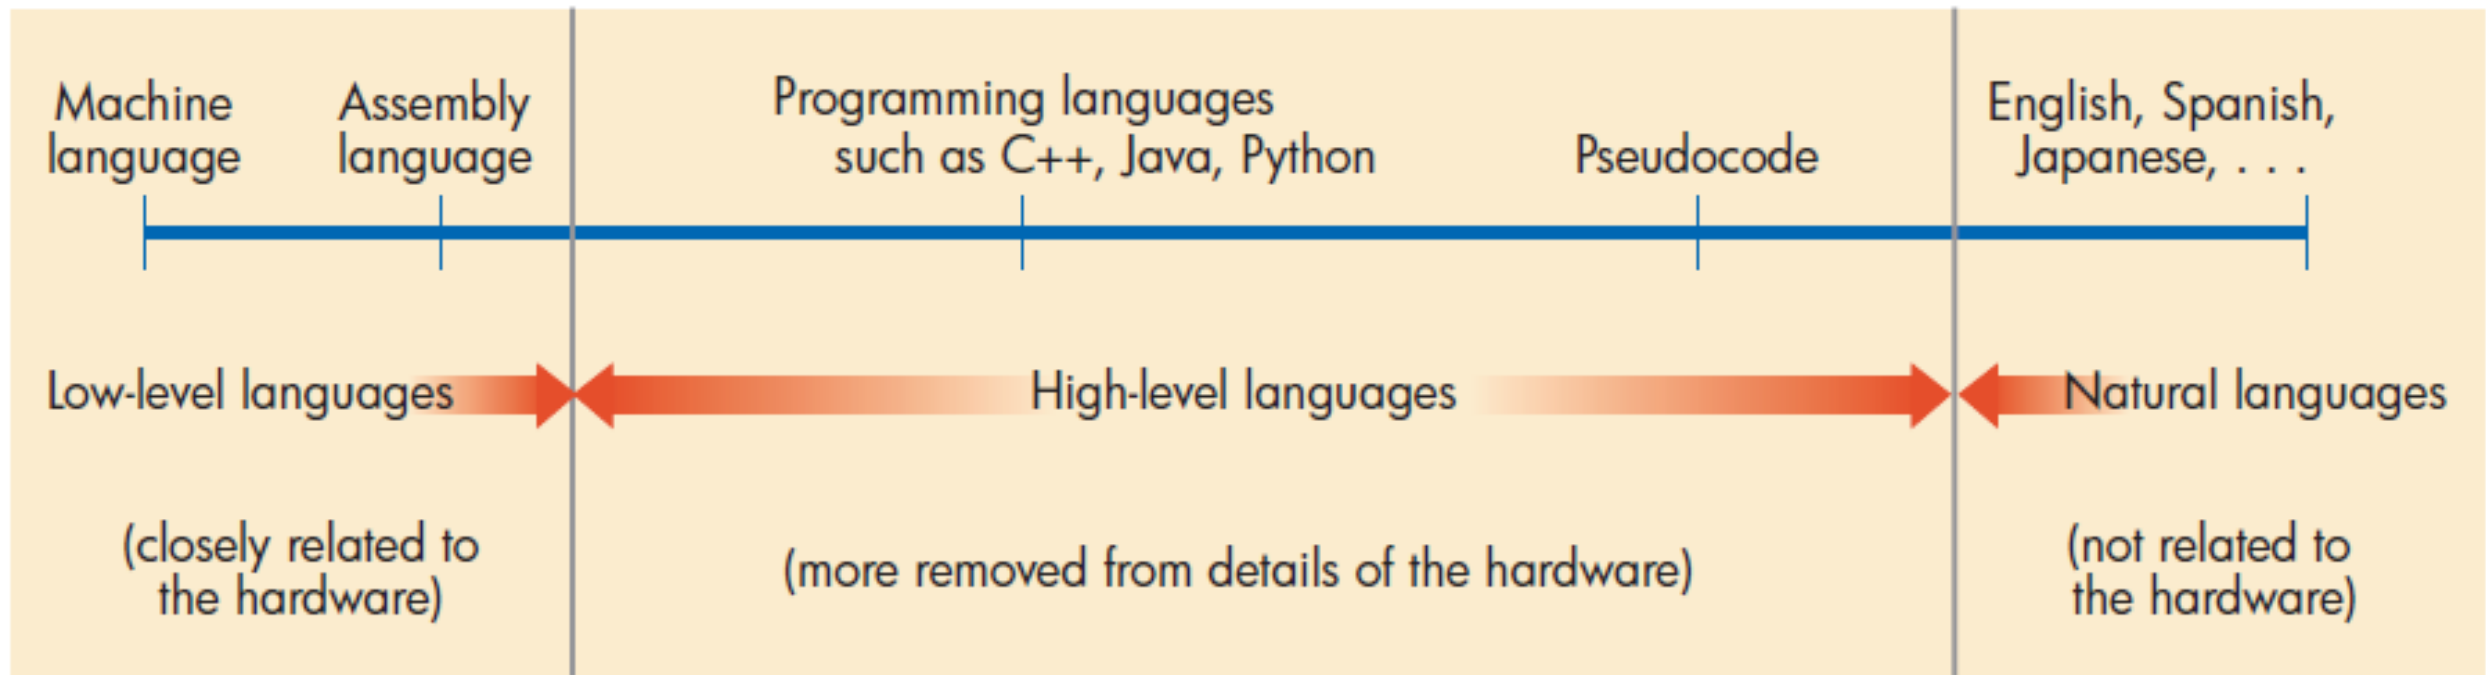 Machine
language
Assembly
language
Programming languages
such as C++, Java, Python
Pseudocode
English, Spanish,
Japanese, . . .
Low-level languages
High-level languages
Natural languages
(closely related to
the hardware)
(more removed from details of the hardware)
(not related to
the hardware)